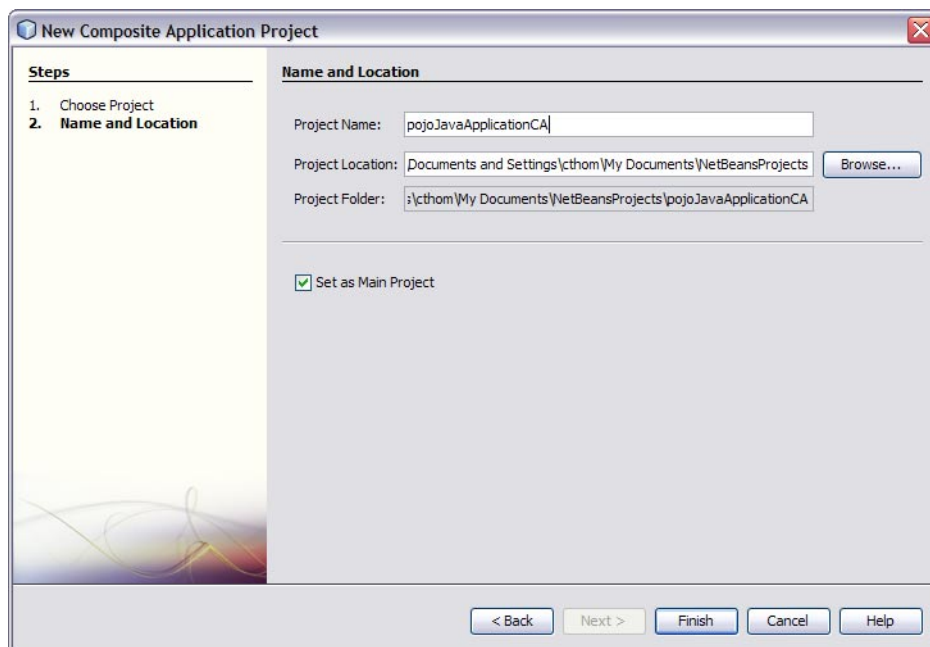 New Composite Application Project
Steps
1. Choose Project
2. Name and Location
Name and Location
Project Name: pojoJavaApplicationCA
Project Location: Documents and Settings\cthom\My Documents\NetBeansProjects Browse...
Project Folder: ;\cthom\My Documents\NetBeansProjects\pojoJavaApplicationCA
Set as Main Project
< Back Next > Finish Cancel Help